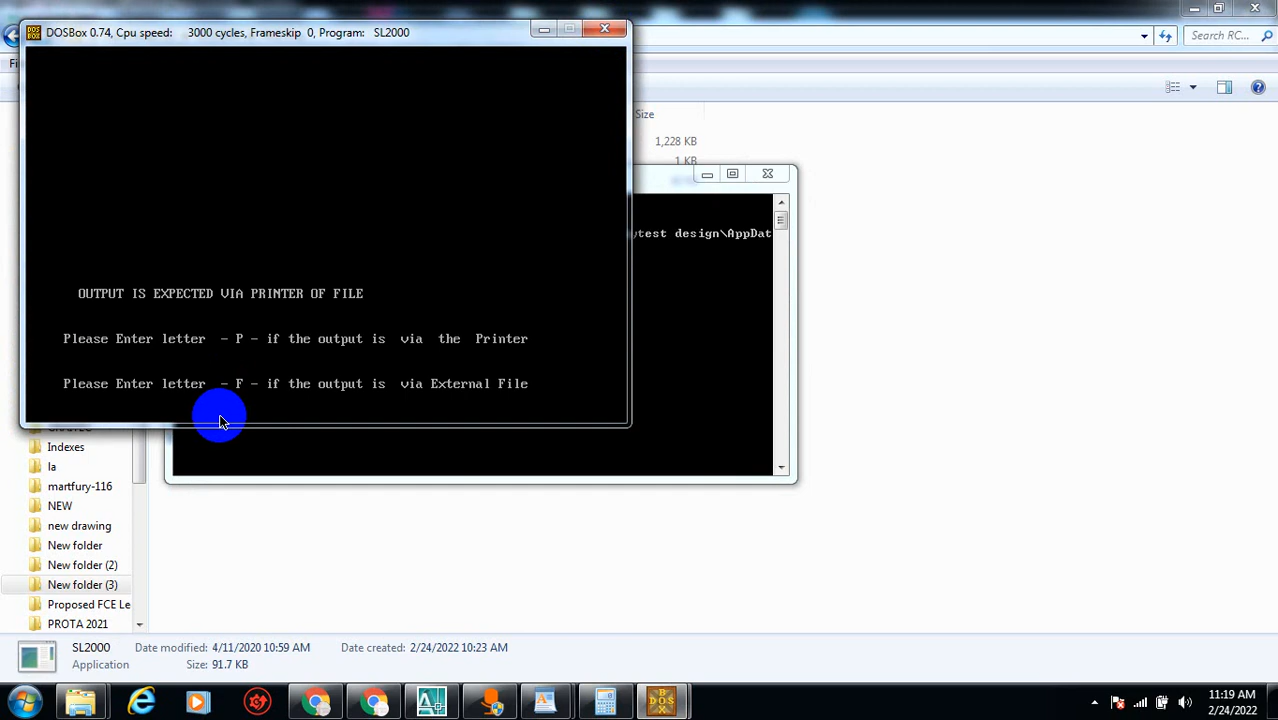 DOSBox 0.74, Cpu speed: 3000 cycles, Frameskip 0, Program: SL2000
Search RC...
Size
1,228 KB
1 KB
test design\AppDat
OUTPUT IS EXPECTED VIA PRINTER OF FILE
Please Enter letter - P - if the output is via the Printer
Please Enter letter - F - if the output is via External File
Indexes
la
martfury-116
NEW
new drawing
New folder
New folder (2)
New folder (3)
Proposed FCE Le
PROTA 2021
SL2000
Date modified: 4/11/2020 10:59 AM
Date created: 2/24/2022 10:23 AM
Application
Size: 91.7 KB
11:19 AM
2/24/2022